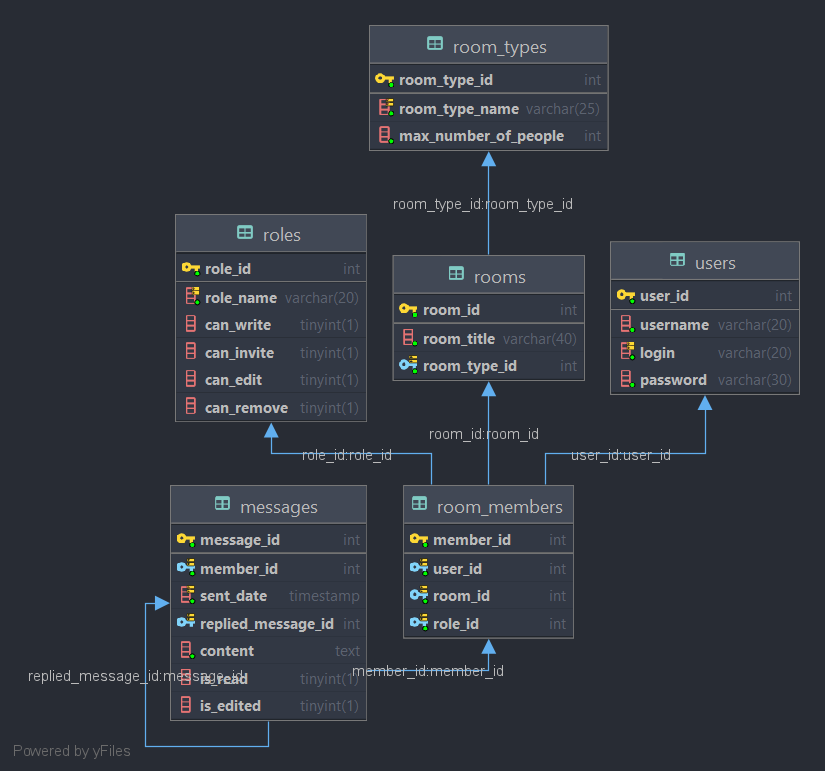 room_types
room_type_id int
room_type_name varchar(25)
max_number_of_people int
room_type_id:room_type_id
roles
role_id int
role_name varchar(20)
can_write tinyint(1)
can_invite tinyint(1)
can_edit tinyint(1)
can_remove tinyint(1)
rooms
room_id int
room_title varchar(40)
room_type_id int
users
user_id int
username varchar(20)
login varchar(20)
password varchar(30)
room_id:room_id
role_id:role_id
user_id:user_id
messages
message_id int
member_id int
sent_date timestamp
replied_message_id int
content text
is_read tinyint(1)
is_edited tinyint(1)
room_members
member_id int
user_id int
room_id int
role_id int
replied_message_id:message_id
member_id:member_id
Powered by yFiles